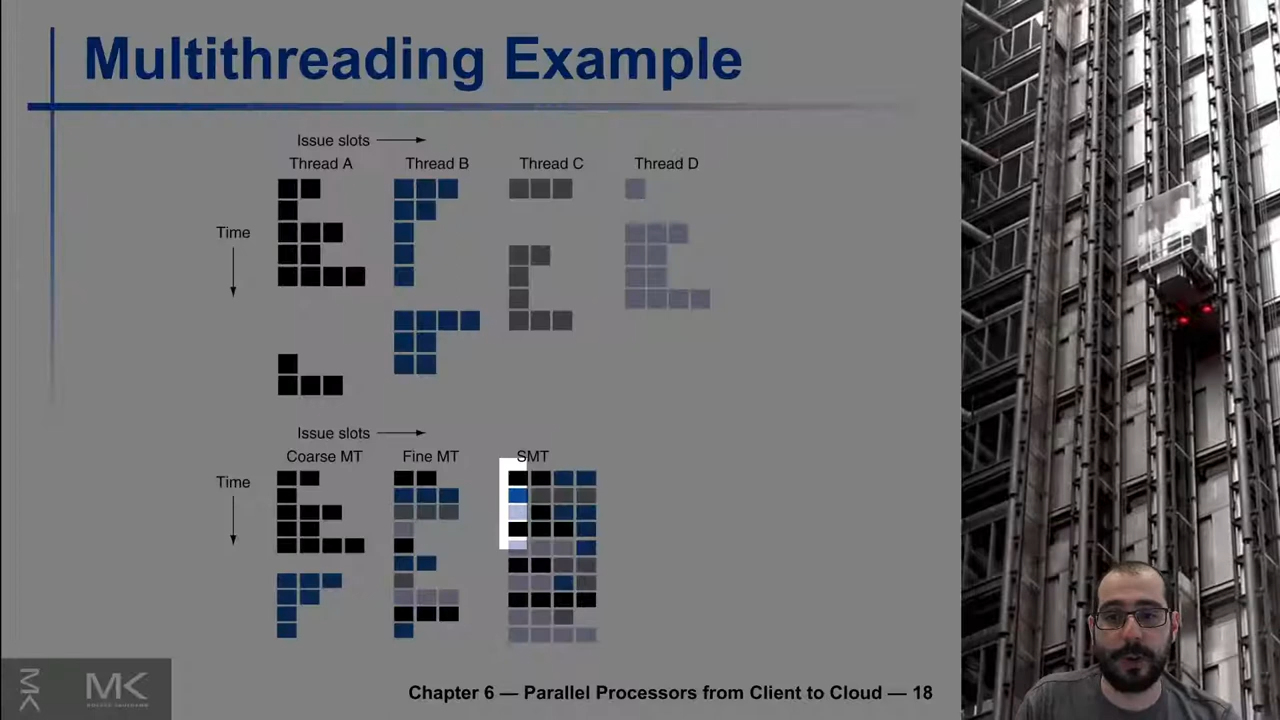 Multithreading Example
Issue slots
Thread A Thread B Thread C Thread D
Time
Issue slots
Coarse MT Fine MT SMT
Time
MK
MK
Chapter 6 — Parallel Processors from Client to Cloud — 18